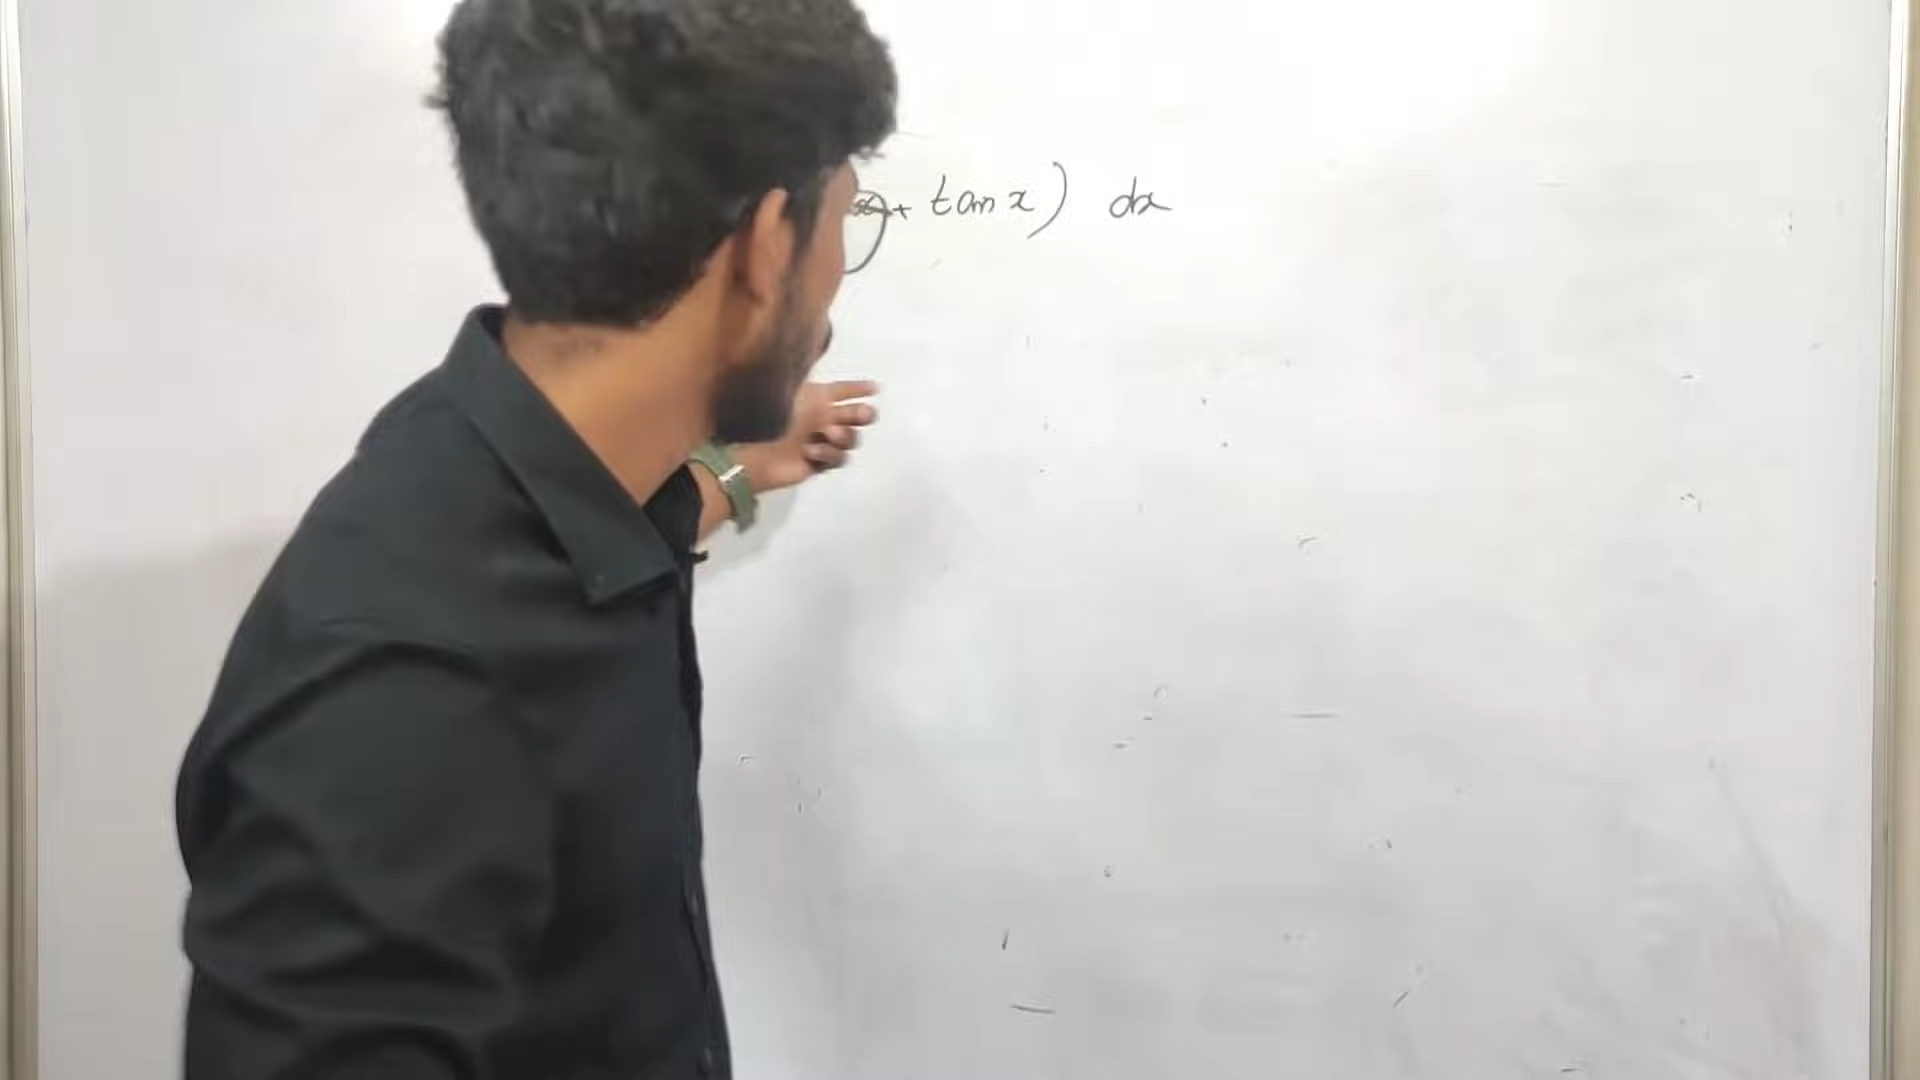 + tan x) dx